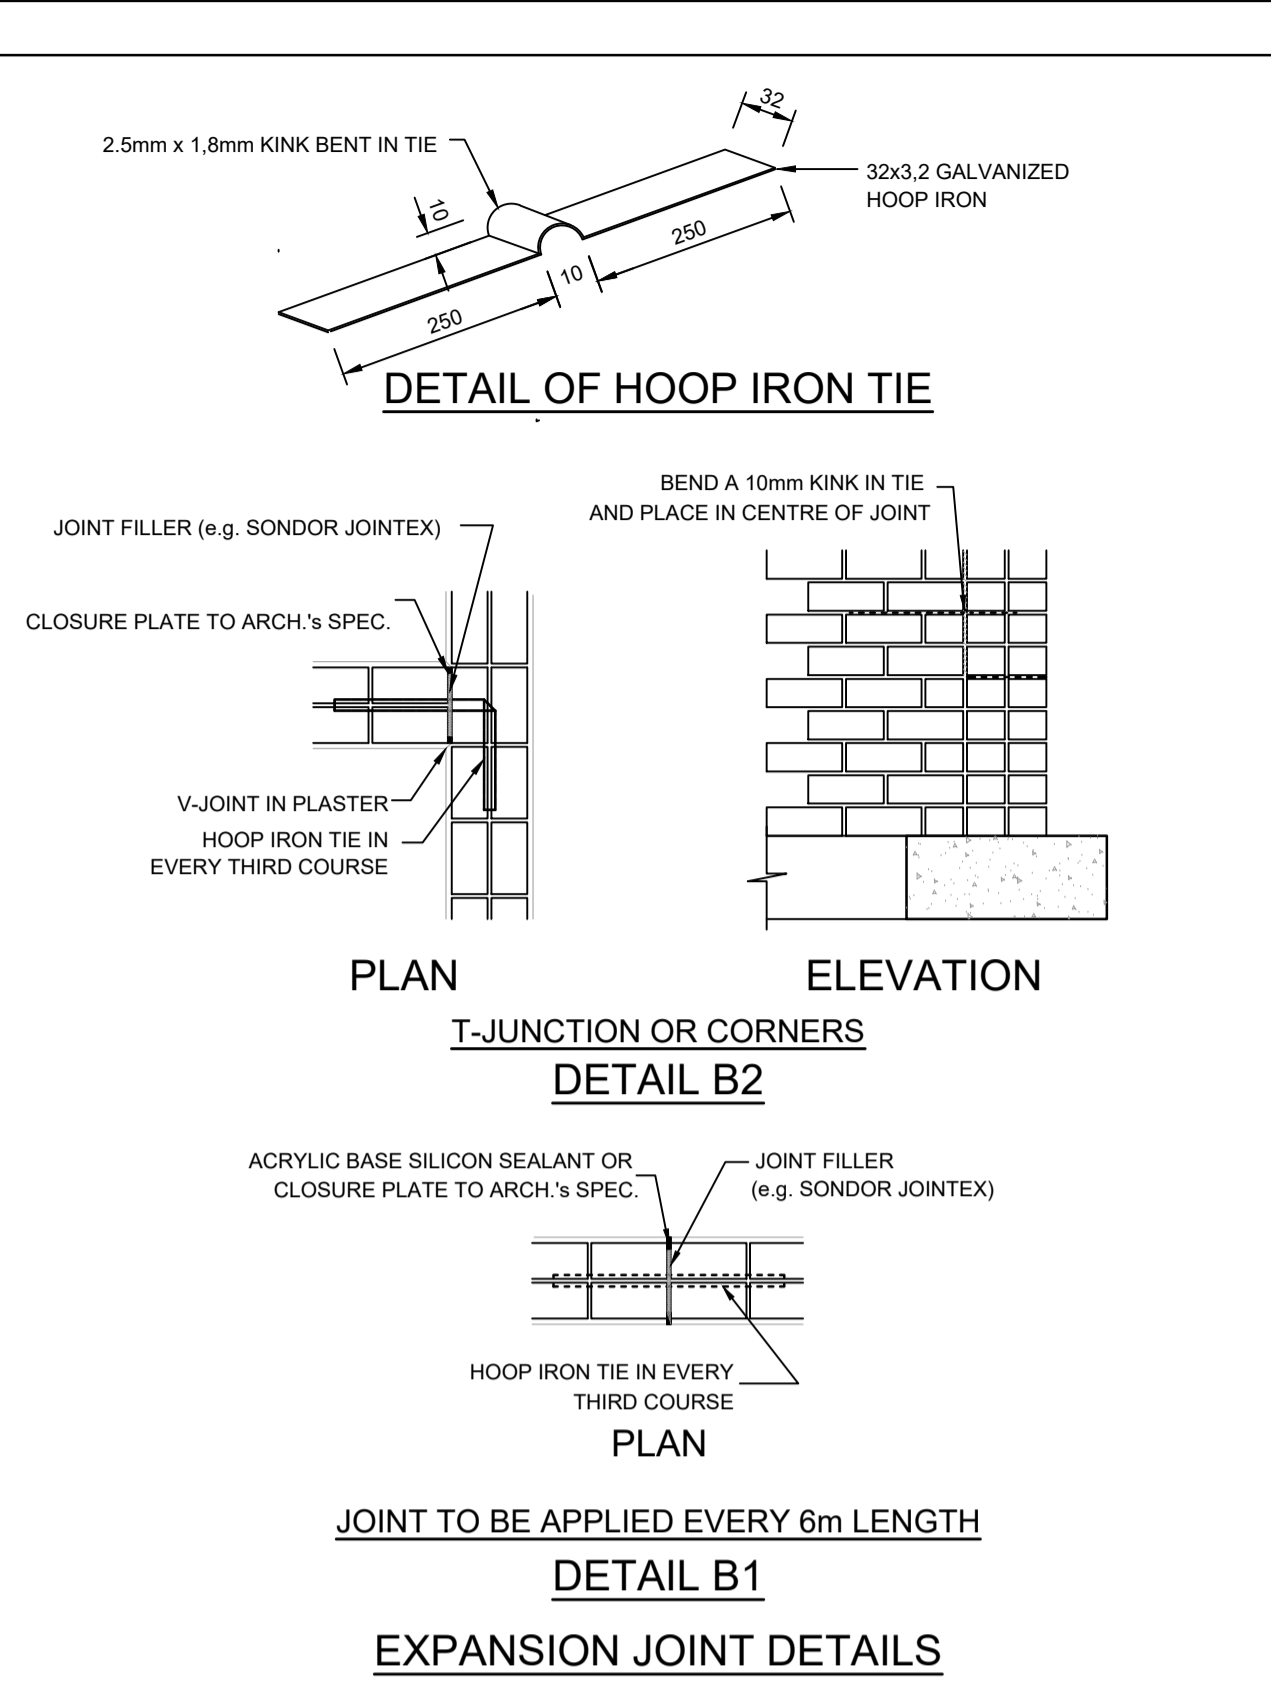 32
2.5mm x 1,8mm KINK BENT IN TIE
32x3,2 GALVANIZED
HOOP IRON
10
250
10
250
DETAIL OF HOOP IRON TIE
BEND A 10mm KINK IN TIE
AND PLACE IN CENTRE OF JOINT
JOINT FILLER (e.g. SONDOR JOINTEX)
CLOSURE PLATE TO ARCH.'s SPEC.
V-JOINT IN PLASTER
HOOP IRON TIE IN
EVERY THIRD COURSE
PLAN
ELEVATION
T-JUNCTION OR CORNERS
DETAIL B2
ACRYLIC BASE SILICON SEALANT OR
CLOSURE PLATE TO ARCH.'s SPEC.
JOINT FILLER
(e.g. SONDOR JOINTEX)
HOOP IRON TIE IN EVERY
THIRD COURSE
PLAN
JOINT TO BE APPLIED EVERY 6m LENGTH
DETAIL B1
EXPANSION JOINT DETAILS